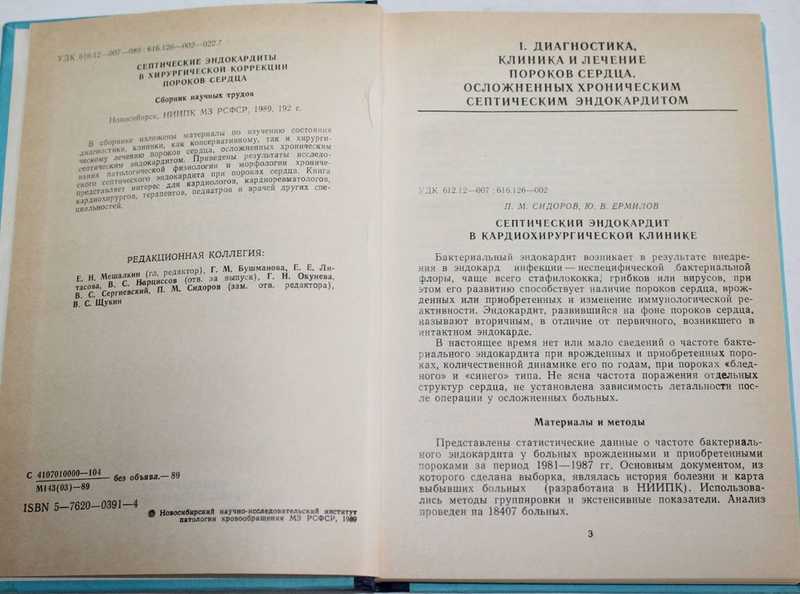 УДК 616.12—007—089 : 616.126—002—022.7
СЕПТИЧЕСКИЕ ЭНДОКАРДИТЫ
В ХИРУРГИЧЕСКОЙ КОРРЕКЦИИ
ПОРОКОВ СЕРДЦА
Сборник научных трудов
Новосибирск, НИИПК МЗ РСФСР, 1989, 192 с.
В сборнике изложены материалы по изучению состояния
диагностики, клиники, как консервативному, так и хирурги-
ческому лечению пороков сердца, осложненных хроническим
септическим эндокардитом. Приведены результаты исследо-
вания патологической физиологии и морфологии хрониче-
ского септического эндокардита при пороках сердца. Книга
представляет интерес для кардиологов, кардиоревматологов,
кардиохирургов, терапевтов, педиатров и врачей других спе-
циальностей.
РЕДАКЦИОННАЯ КОЛЛЕГИЯ:
Е. Н. Мешалкин (гл. редактор), Г. М. Бушманова, Е. Е. Ли-
тасова, В. С. Нарциссов (отв. за выпуск), Г. Н. Окунева,
В. С. Сергиевский, П. М. Сидоров (зам. отв. редактора),
В. С. Щукин
С 4107010000—104
М143(03)—89
без объявл.— 89
ISBN 5—7620—0391—4
© Новосибирский научно-исследовательский институт
патологии кровообращения МЗ РСФСР, 1989
I. ДИАГНОСТИКА,
КЛИНИКА И ЛЕЧЕНИЕ
ПОРОКОВ СЕРДЦА,
ОСЛОЖНЕННЫХ ХРОНИЧЕСКИМ
СЕПТИЧЕСКИМ ЭНДОКАРДИТОМ
УДК 612.12—007 : 616.126—002
П. М. СИДОРОВ, Ю. В. ЕРМИЛОВ
СЕПТИЧЕСКИЙ ЭНДОКАРДИТ
В КАРДИОХИРУРГИЧЕСКОЙ КЛИНИКЕ
Бактериальный эндокардит возникает в результате внедре-
ния в эндокард инфекции — неспецифической бактериальной
флоры, чаще всего стафилококка, грибков или вирусов, при
этом его развитию способствует наличие пороков сердца, врож-
денных или приобретенных и изменение иммунологической ре-
активности. Эндокардит, развившийся на фоне пороков сердца,
называют вторичным, в отличие от первичного, возникшего в
интактном эндокарде.
В настоящее время нет или мало сведений о частоте бакте-
риального эндокардита при врожденных и приобретенных поро-
ках, количественной динамике его по годам, при пороках «блед-
ного» и «синего» типа. Не ясна частота поражения отдельных
структур сердца, не установлена зависимость летальности пос-
ле операции у осложненных больных.
Материалы и методы
Представлены статистические данные о частоте бактериаль-
ного эндокардита у больных врожденными и приобретенными
пороками за период 1981—1987 гг. Основным документом, из
которого сделана выборка, являлась история болезни и карта
выбывших больных (разработана в НИИПК). Использова-
лись методы группировки и экстенсивные показатели. Анализ
проведен на 18407 больных.
3